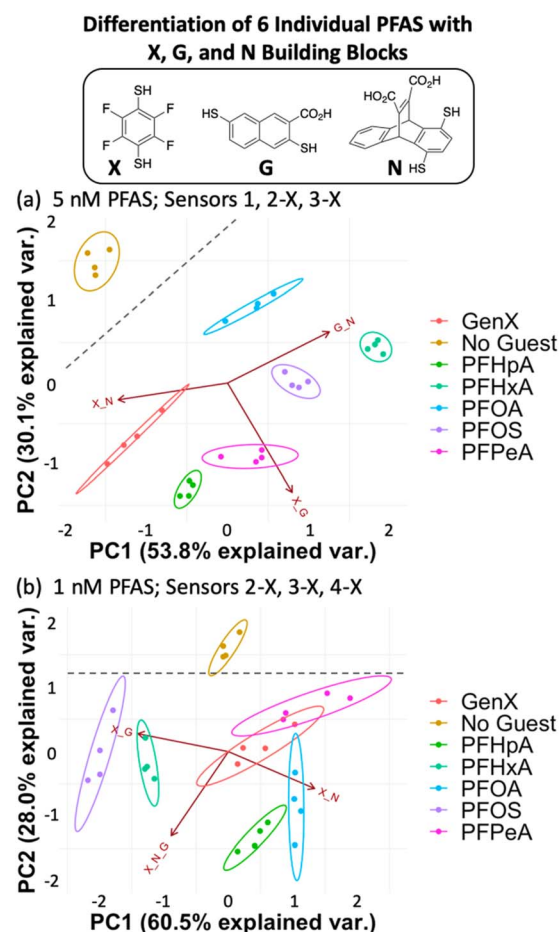 Differentiation of 6 Individual PFAS with
X, G, and N Building Blocks
SH
F
F
F
F
SH
X
HS
CO₂H
SH
G
CO₂H
HO₂C
SH
HS
N
(a) 5 nM PFAS; Sensors 1, 2-X, 3-X
PC2 (30.1% explained var.)
2
1
0
-1
G_N
X_N
X_G
-2
-1
0
1
2
PC1 (53.8% explained var.)
GenX
No Guest
PFHpA
PFHxA
PFOA
PFOS
PFPeA
(b) 1 nM PFAS; Sensors 2-X, 3-X, 4-X
PC2 (28.0% explained var.)
2
1
0
-1
-2
X_G
X_N
X_N_G
-2
-1
0
1
2
PC1 (60.5% explained var.)
GenX
No Guest
PFHpA
PFHxA
PFOA
PFOS
PFPeA